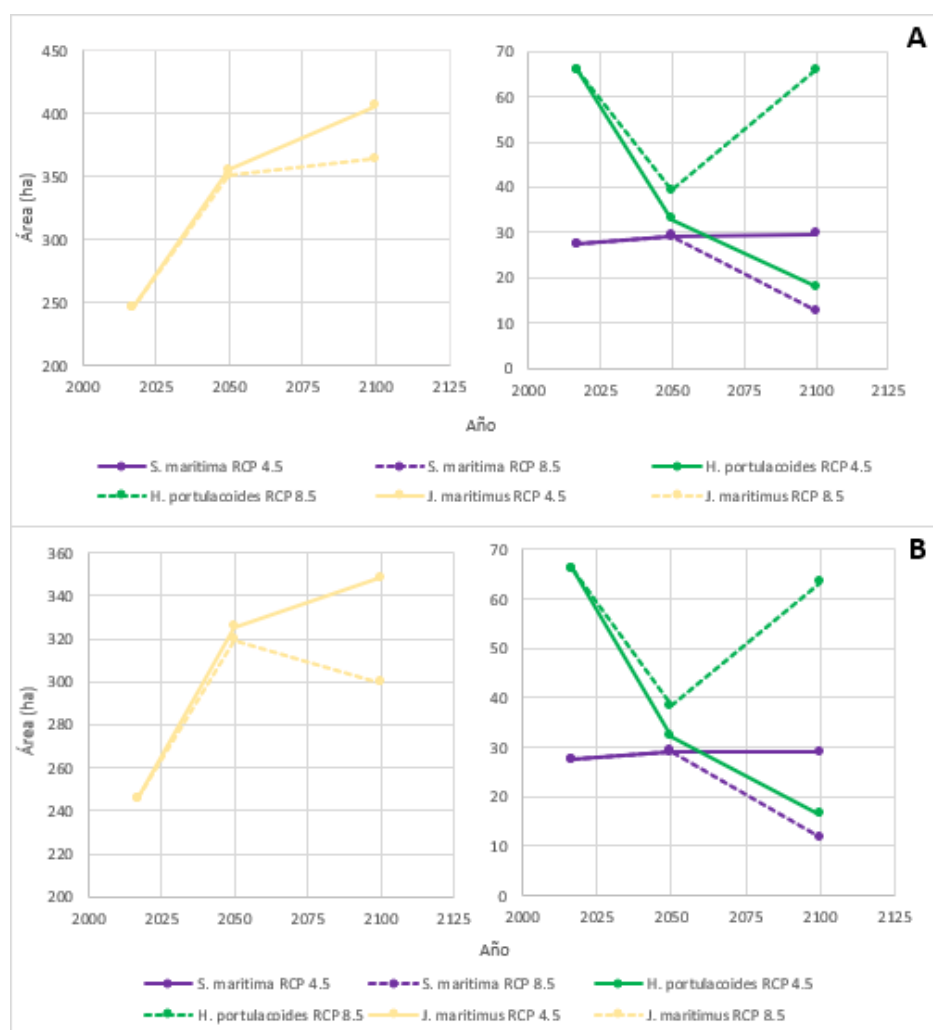 A
450
400
350
300
250
200
Área (ha)
2000 2025 2050 2075 2100 2125
70
60
50
40
30
20
10
0
2000 2025 2050 2075 2100 2125
Año
S. maritima RCP 4.5 S. maritima RCP 8.5 H. portulacoides RCP 4.5
H. portulacoides RCP 8.5 J. maritimus RCP 4.5 J. maritimus RCP 8.5
B
360
340
320
300
280
260
240
220
200
Área (ha)
2000 2025 2050 2075 2100 2125
70
60
50
40
30
20
10
0
2000 2025 2050 2075 2100 2125
Año
S. maritima RCP 4.5 S. maritima RCP 8.5 H. portulacoides RCP 4.5
H. portulacoides RCP 8.5 J. maritimus RCP 4.5 J. maritimus RCP 8.5